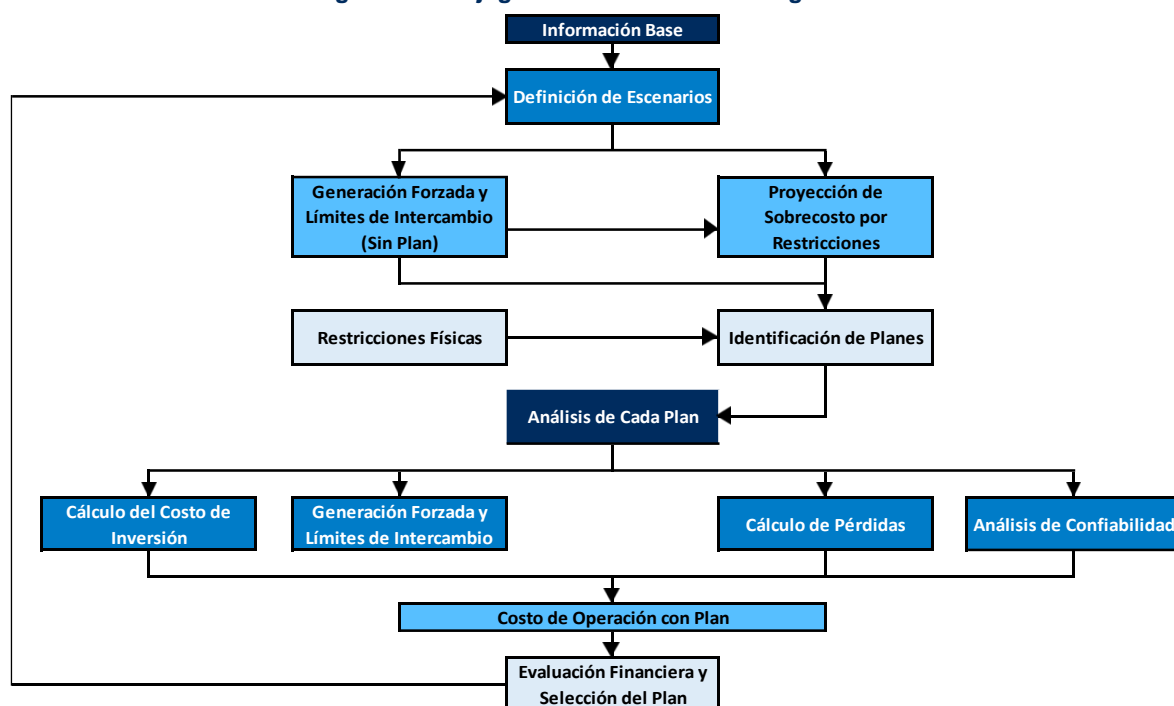 Información Base
Definición de Escenarios
Generación Forzada y
Límites de Intercambio
(Sin Plan)
Proyección de
Sobrecosto por
Restricciones
Restricciones Físicas
Identificación de Planes
Análisis de Cada Plan
Cálculo del Costo de
Inversión
Generación Forzada y
Límites de Intercambio
Cálculo de Pérdidas
Análisis de Confiabilidad
Costo de Operación con Plan
Evaluación Financiera y
Selección del Plan